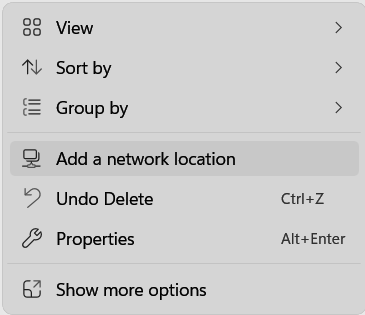 View
Sort by
Group by
Add a network location
Undo Delete Ctrl+Z
Properties Alt+Enter
Show more options